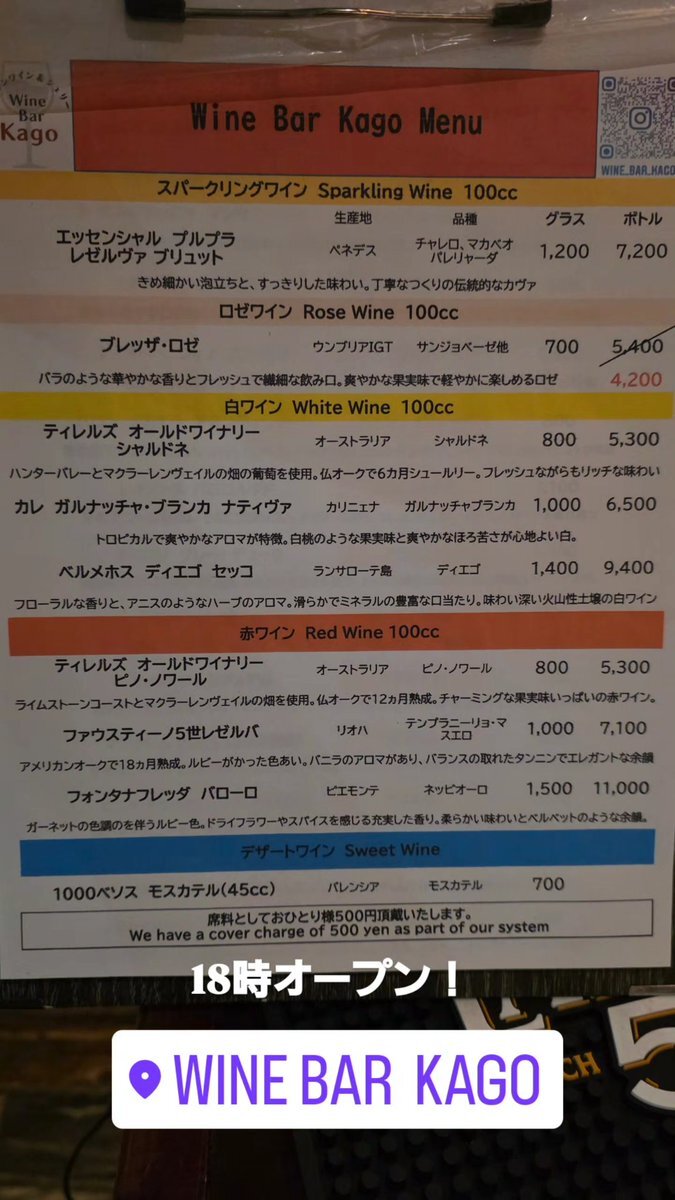 ワイン&シェリー
Wine
Bar
Kago
Wine Bar Kago Menu
WINE_BAR_KAGO
スパークリングワイン Sparkling Wine 100cc
生産地 品種 グラス ボトル
エッセンシャル プルプラ
レゼルヴァ ブリュット
ペネデス
チャレロ、マカベオ
パレリャーダ
1,200 7,200
きめ細かい泡立ちと、すっきりした味わい。丁寧なつくりの伝統的なカヴァ
ロゼワイン Rose Wine 100cc
ブレッザ・ロゼ ウンブリアIGT サンジョベーゼ他 700 5,400
バラのような華やかな香りとフレッシュで繊細な飲み口。爽やかな果実味で軽やかに楽しめるロゼ 4,200
白ワイン White Wine 100cc
ティレルズ オールドワイナリー
シャルドネ
オーストラリア シャルドネ 800 5,300
ハンターバレーとマクラーレンヴェイルの畑の葡萄を使用。仏オークで6カ月シュールリー。フレッシュながらもリッチな味わい
カレ ガルナッチャ・ブランカ ナティヴァ カリニェナ ガルナッチャブランカ 1,000 6,500
トロピカルで爽やかなアロマが特徴。白桃のような果実味と爽やかなほろ苦さが心地よい白。
ベルメホス ディエゴ セッコ ランサローテ島 ディエゴ 1,400 9,400
フローラルな香りと、アニスのようなハーブのアロマ。滑らかでミネラルの豊富な口当たり。味わい深い火山性土壌の白ワイン
赤ワイン Red Wine 100cc
ティレルズ オールドワイナリー
ピノ・ノワール
オーストラリア ピノ・ノワール 800 5,300
ライムストーンコーストとマクラーレンヴェイルの畑を使用。仏オークで12ヵ月熟成。チャーミングな果実味いっぱいの赤ワイン。
ファウスティーノ5世レゼルバ リオハ
テンプラニーリョ・マ
スエロ
1,000 7,100
アメリカンオークで18ヵ月熟成。ルビーがかった色あい。バニラのアロマがあり、バランスの取れたタンニンでエレガントな余韻
フォンタナフレッダ バローロ ピエモンテ ネッビオーロ 1,500 11,000
ガーネットの色調のを伴うルビー色。ドライフラワーやスパイスを感じる充実した香り。柔らかい味わいとベルベットのような余韻。
デザートワイン Sweet Wine
1000ペソス モスカテル(45cc) バレンシア モスカテル 700
席料としておひとり様500円頂戴いたします。
We have a cover charge of 500 yen as part of our system
18時オープン！
WINE BAR KAGO
CH
5